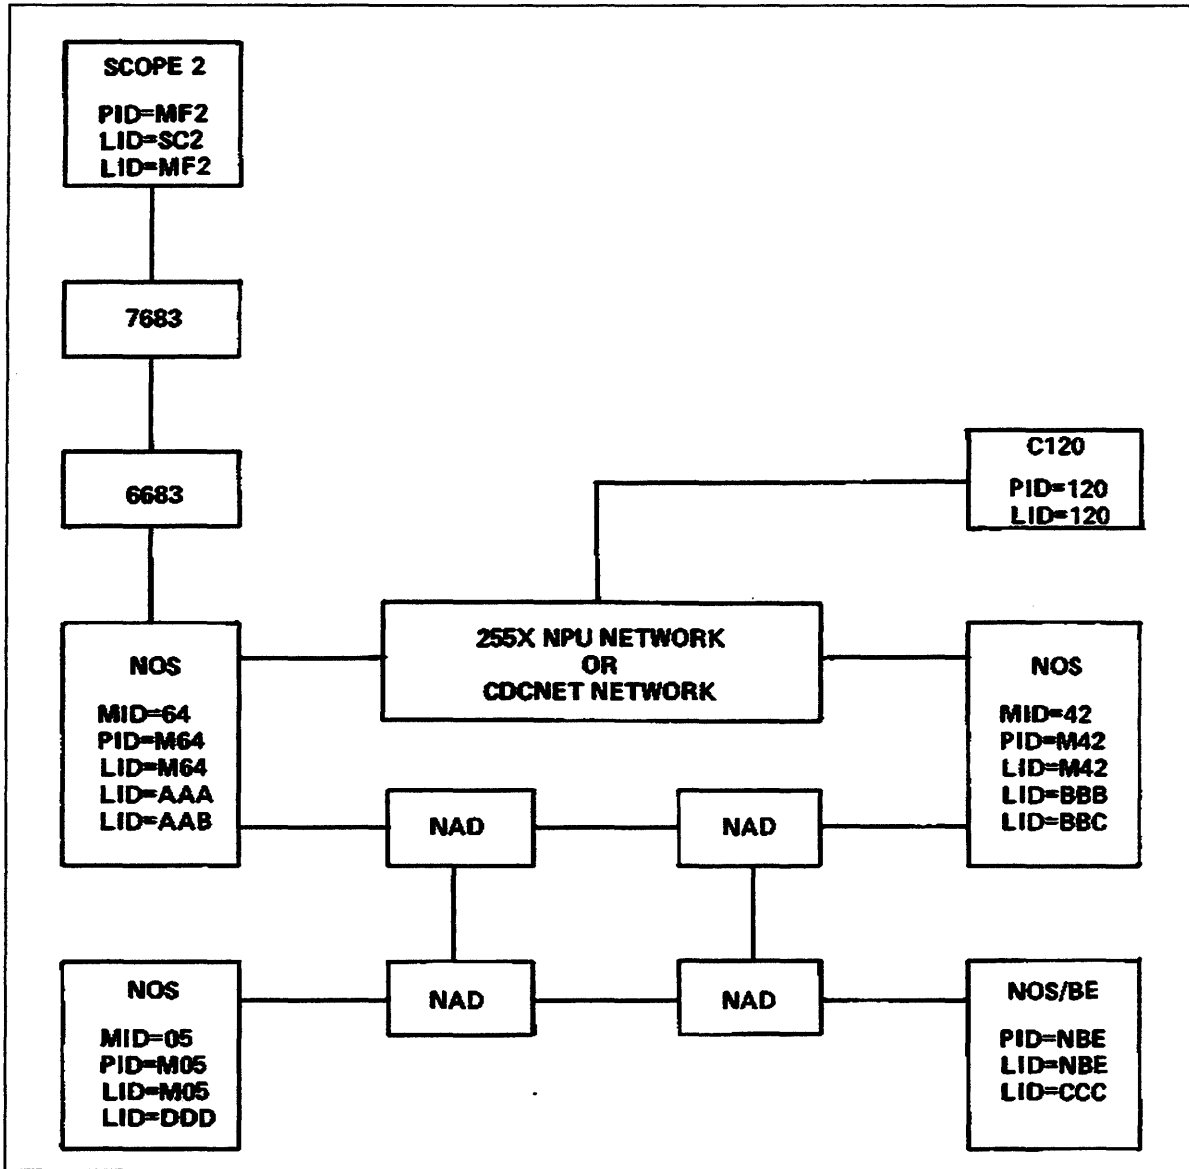 SCOPE 2
PID=MF2
LID=SC2
LID=MF2
7683
6683
C120
PID=120
LID=120
NOS
MID=64
PID=M64
LID=M64
LID=AAA
LID=AAB
255X NPU NETWORK
OR
CDCNET NETWORK
NOS
MID=42
PID=M42
LID=M42
LID=BBB
LID=BBC
NAD
NAD
NOS
MID=05
PID=M05
LID=M05
LID=DDD
NAD
NAD
NOS/BE
PID=NBE
LID=NBE
LID=CCC